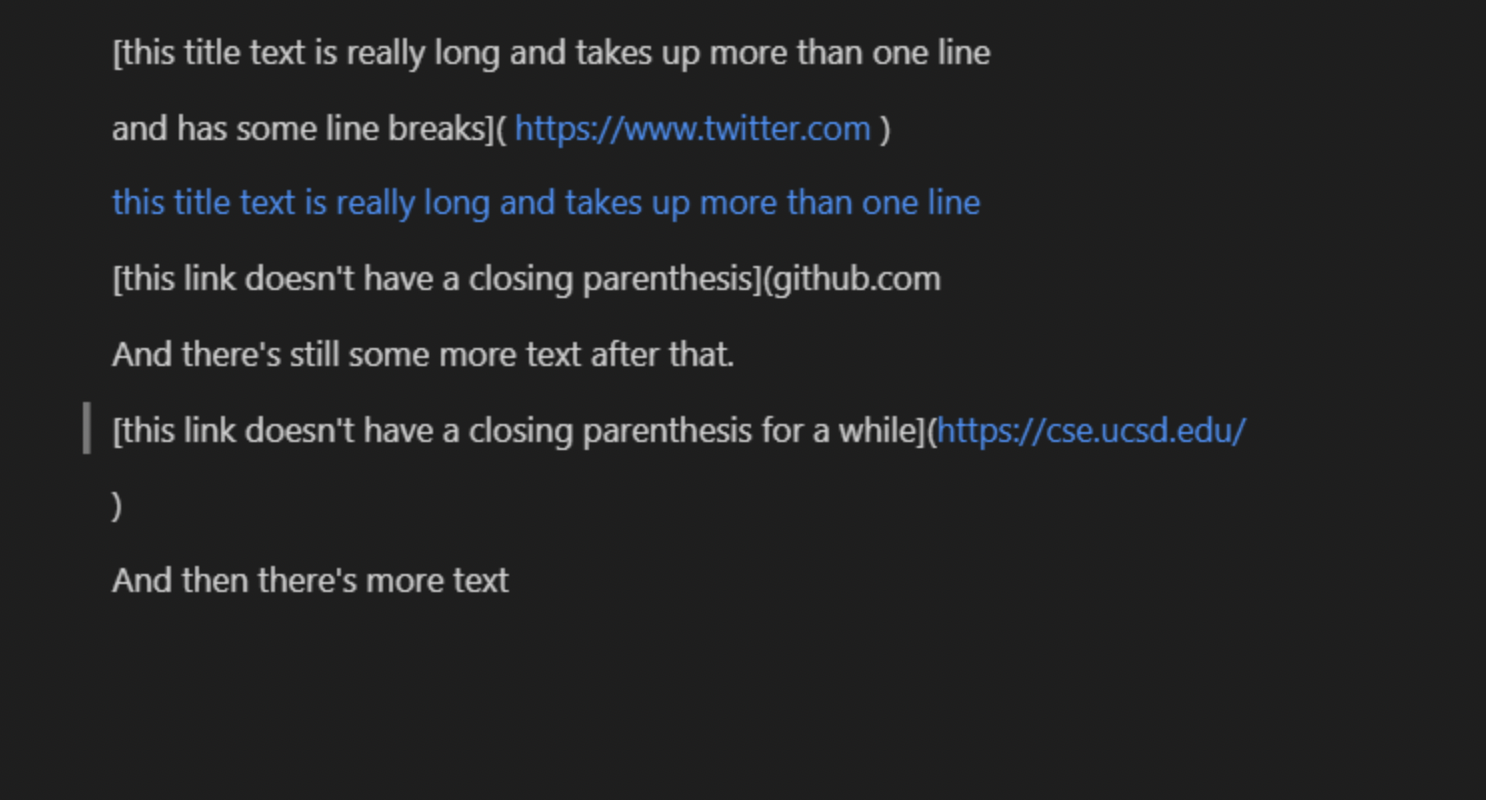 [this title text is really long and takes up more than one line
and has some line breaks]( https://www.twitter.com )
this title text is really long and takes up more than one line
[this link doesn't have a closing parenthesis](github.com
And there's still some more text after that.
[this link doesn't have a closing parenthesis for a while](https://cse.ucsd.edu/
)
And then there's more text